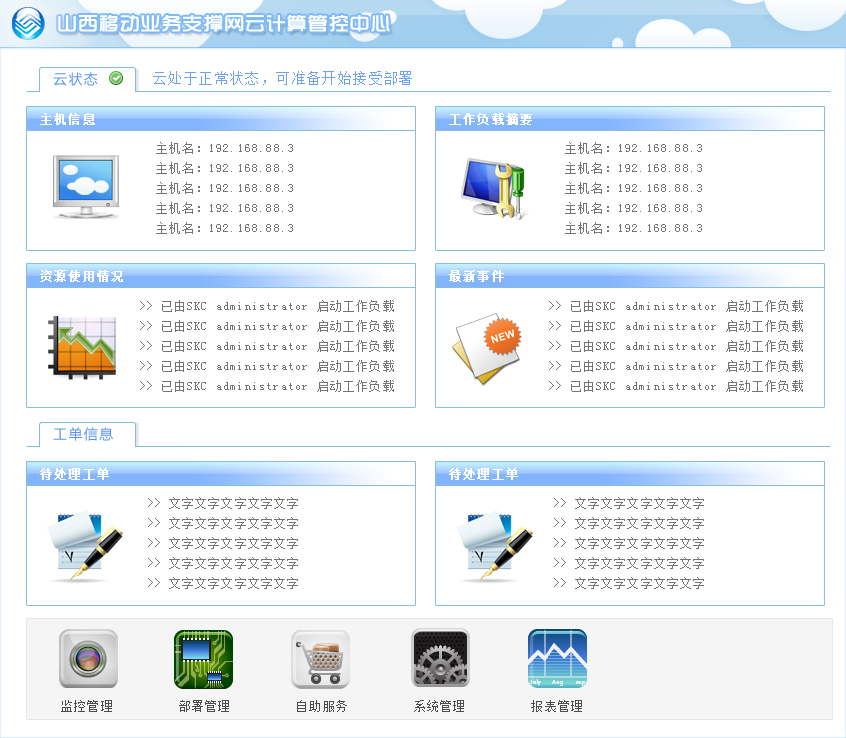 山西移动业务支撑网云计算管控中心
云状态 云处于正常状态，可准备开始接受部署
主机信息
主机名：192.168.88.3
主机名：192.168.88.3
主机名：192.168.88.3
主机名：192.168.88.3
主机名：192.168.88.3
工作负载摘要
主机名：192.168.88.3
主机名：192.168.88.3
主机名：192.168.88.3
主机名：192.168.88.3
主机名：192.168.88.3
资源使用情况
>> 已由SKC administrator 启动工作负载
>> 已由SKC administrator 启动工作负载
>> 已由SKC administrator 启动工作负载
>> 已由SKC administrator 启动工作负载
>> 已由SKC administrator 启动工作负载
最新事件
NEW
>> 已由SKC administrator 启动工作负载
>> 已由SKC administrator 启动工作负载
>> 已由SKC administrator 启动工作负载
>> 已由SKC administrator 启动工作负载
>> 已由SKC administrator 启动工作负载
工单信息
待处理工单
>> 文字文字文字文字文字
>> 文字文字文字文字文字
>> 文字文字文字文字文字
>> 文字文字文字文字文字
>> 文字文字文字文字文字
待处理工单
>> 文字文字文字文字文字
>> 文字文字文字文字文字
>> 文字文字文字文字文字
>> 文字文字文字文字文字
>> 文字文字文字文字文字
July Aug sep
监控管理 部署管理 自助服务 系统管理 报表管理